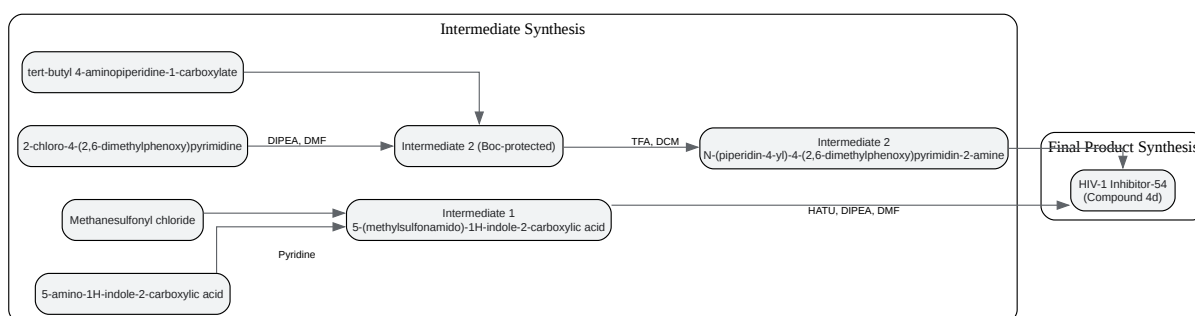 Intermediate Synthesis
tert-butyl 4-aminopiperidine-1-carboxylate
2-chloro-4-(2,6-dimethylphenoxy)pyrimidine
DIPEA, DMF
Intermediate 2 (Boc-protected)
TFA, DCM
Intermediate 2
N-(piperidin-4-yl)-4-(2,6-dimethylphenoxy)pyrimidin-2-amine
Final Product Synthesis
HIV-1 Inhibitor-54
(Compound 4d)
Methanesulfonyl chloride
Intermediate 1
5-(methylsulfonamido)-1H-indole-2-carboxylic acid
HATU, DIPEA, DMF
Pyridine
5-amino-1H-indole-2-carboxylic acid